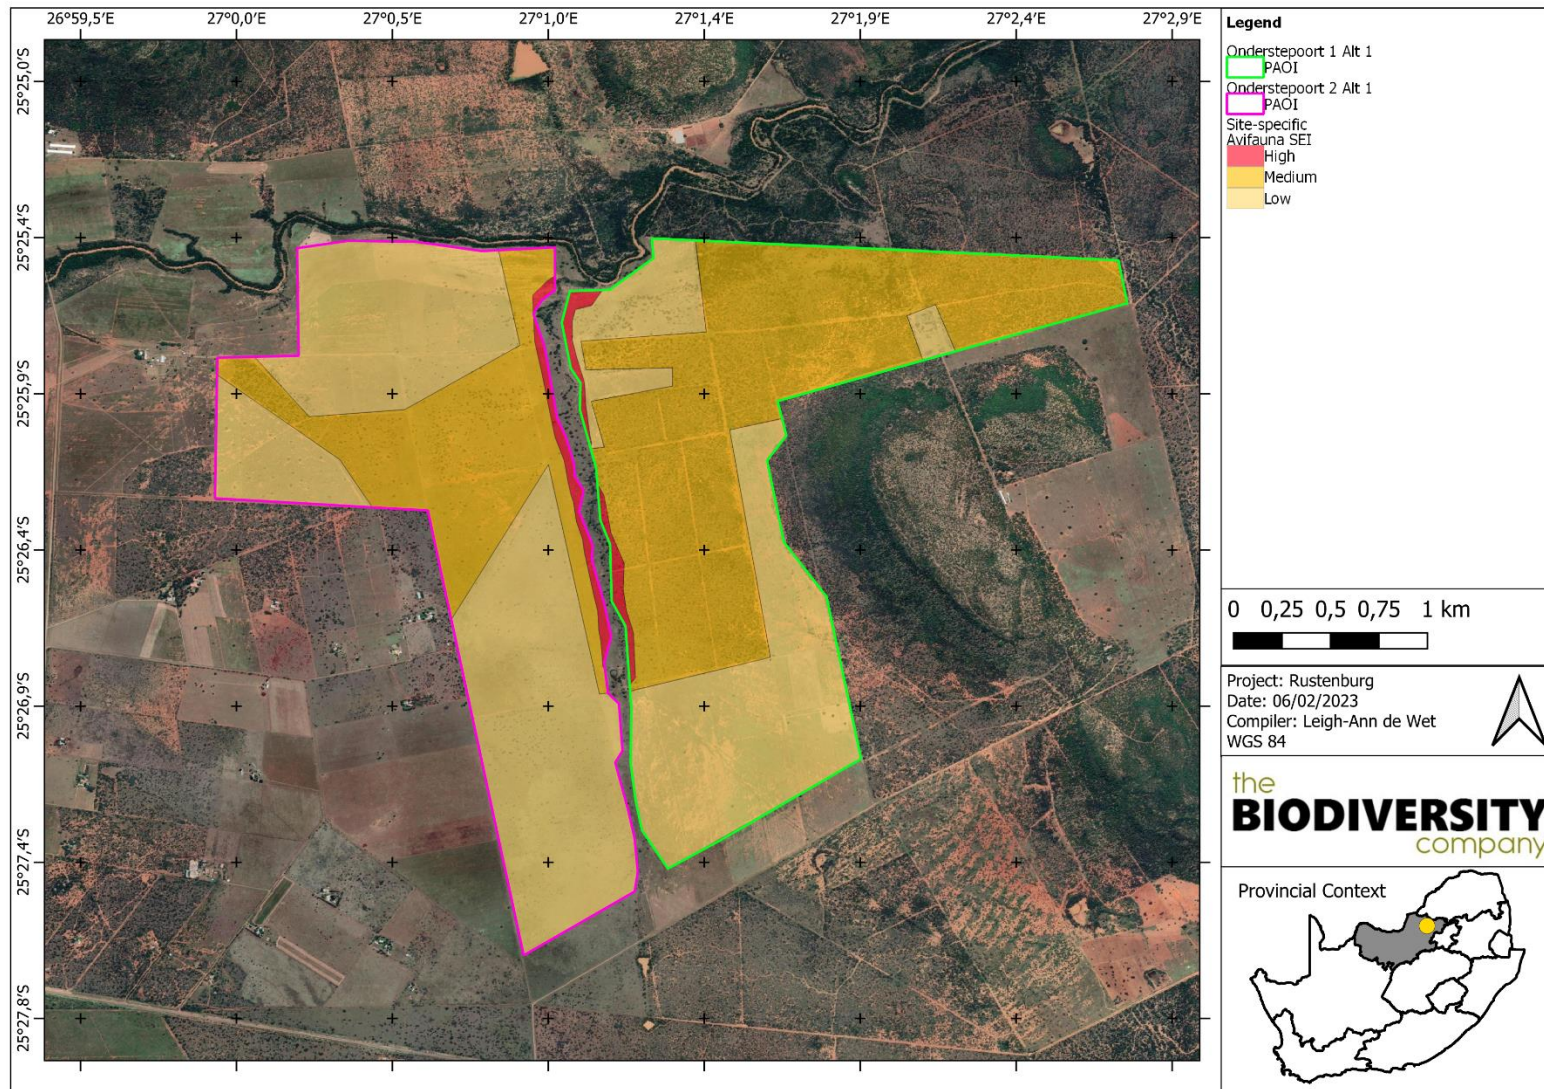 26°59,5'E 27°0,0'E 27°0,5'E 27°1,0'E 27°1,4'E 27°1,9'E 27°2,4'E 27°2,9'E
25°25,0'S
25°25,4'S
25°25,9'S
25°26,4'S
25°26,9'S
25°27,4'S
25°27,8'S
Legend
Onderstepoort 1 Alt 1
PAOI
Onderstepoort 2 Alt 1
PAOI
Site-specific
Avifauna SEI
High
Medium
Low
0 0,25 0,5 0,75 1 km
Project: Rustenburg
Date: 06/02/2023
Compiler: Leigh-Ann de Wet
WGS 84
the
BIODIVERSITY
company
Provincial Context